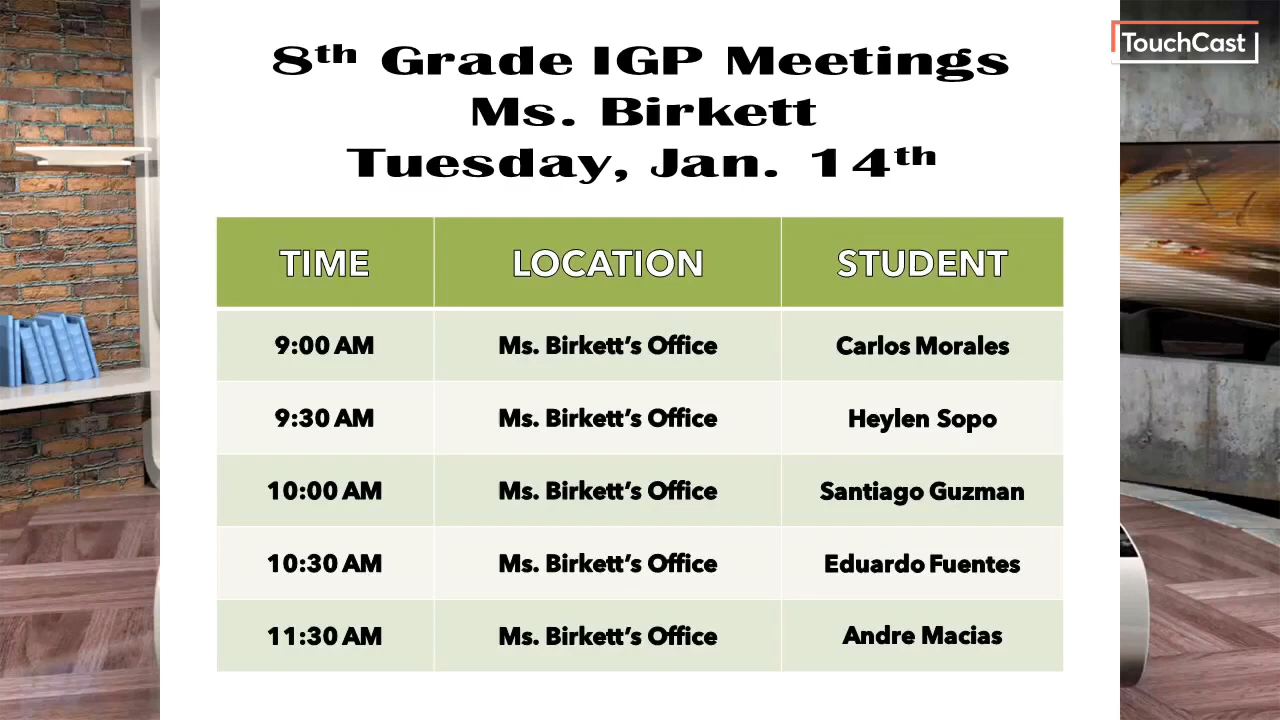 8th Grade IGP Meetings
Ms. Birkett
Tuesday, Jan. 14th
TouchCast
TIME LOCATION STUDENT
9:00 AM Ms. Birkett’s Office Carlos Morales
9:30 AM Ms. Birkett’s Office Heylen Sopo
10:00 AM Ms. Birkett’s Office Santiago Guzman
10:30 AM Ms. Birkett’s Office Eduardo Fuentes
11:30 AM Ms. Birkett’s Office Andre Macias